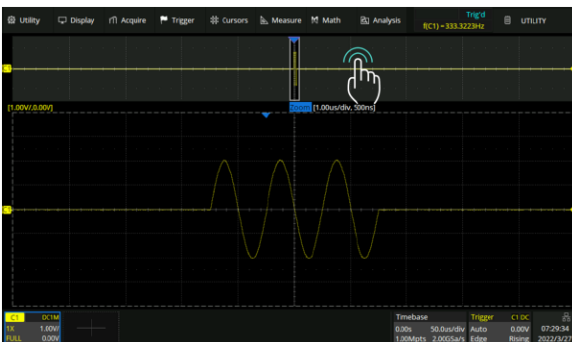 Utility Display Acquire Trigger Cursors Measure Math Analysis Trig'd UTILITY
f(C1) = 333.3223Hz
C1
[1.00V/,0.00V] Zoom [1.00us/div, 500ns]
C1
C1 DC1M Timebase Trigger C1 DC
1X 1.00V/ 0.00s 50.0us/div Auto 0.00V 07:29:34
FULL 0.00V 1.00Mpts 2.00GSa/s Edge Rising 2022/3/27